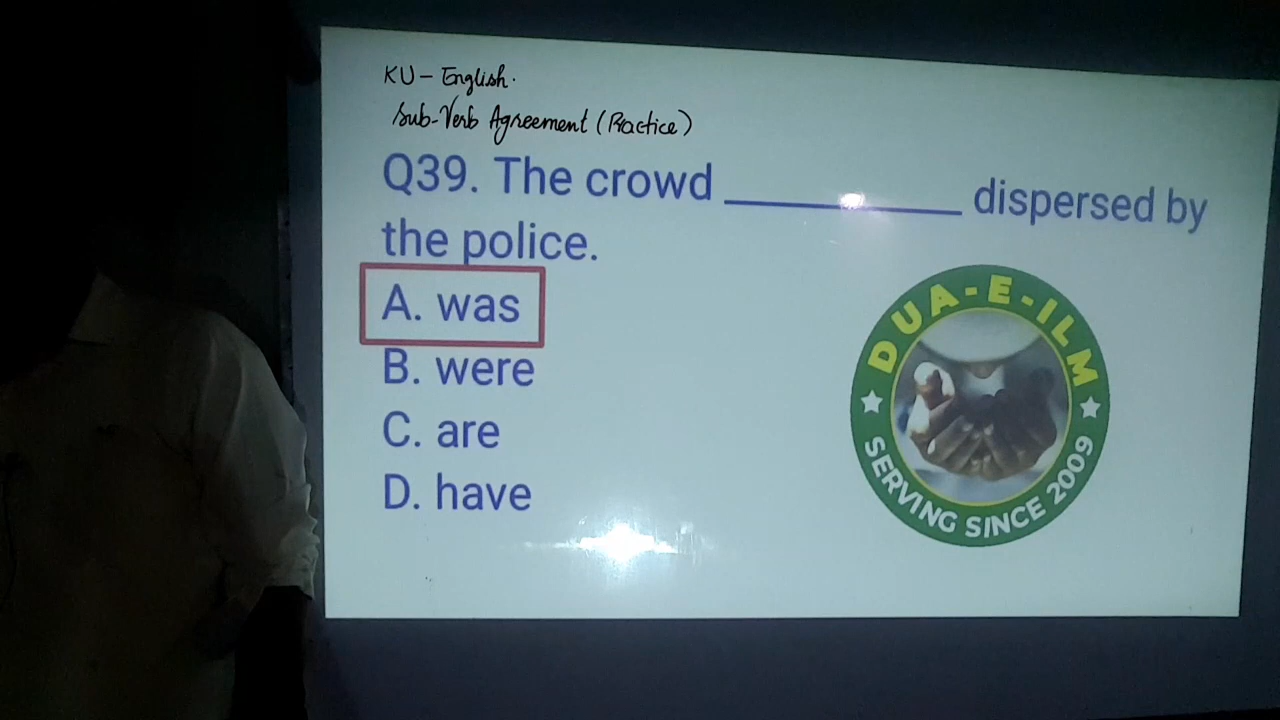 KU - English.
Sub-Verb Agreement (Practice)
Q39. The crowd __________ dispersed by
the police.
A. was
B. were
C. are
D. have
DUA-E-ILM
SERVING SINCE 2009